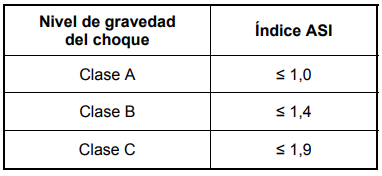 Nivel de gravedad
del choque
Índice ASI
Clase A
≤ 1,0
Clase B
≤ 1,4
Clase C
≤ 1,9